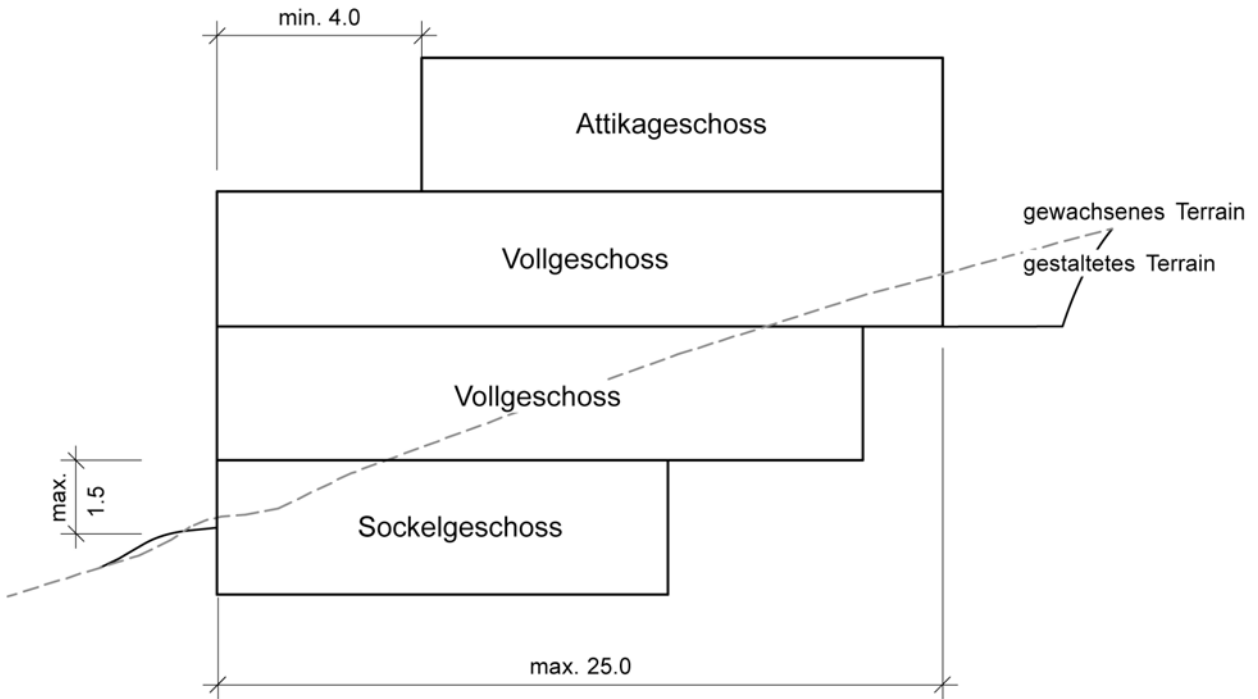 min. 4.0
Attikageschoss
gewachsenes Terrain
Vollgeschoss
gestaltetes Terrain
Vollgeschoss
max.
1.5
Sockelgeschoss
max. 25.0